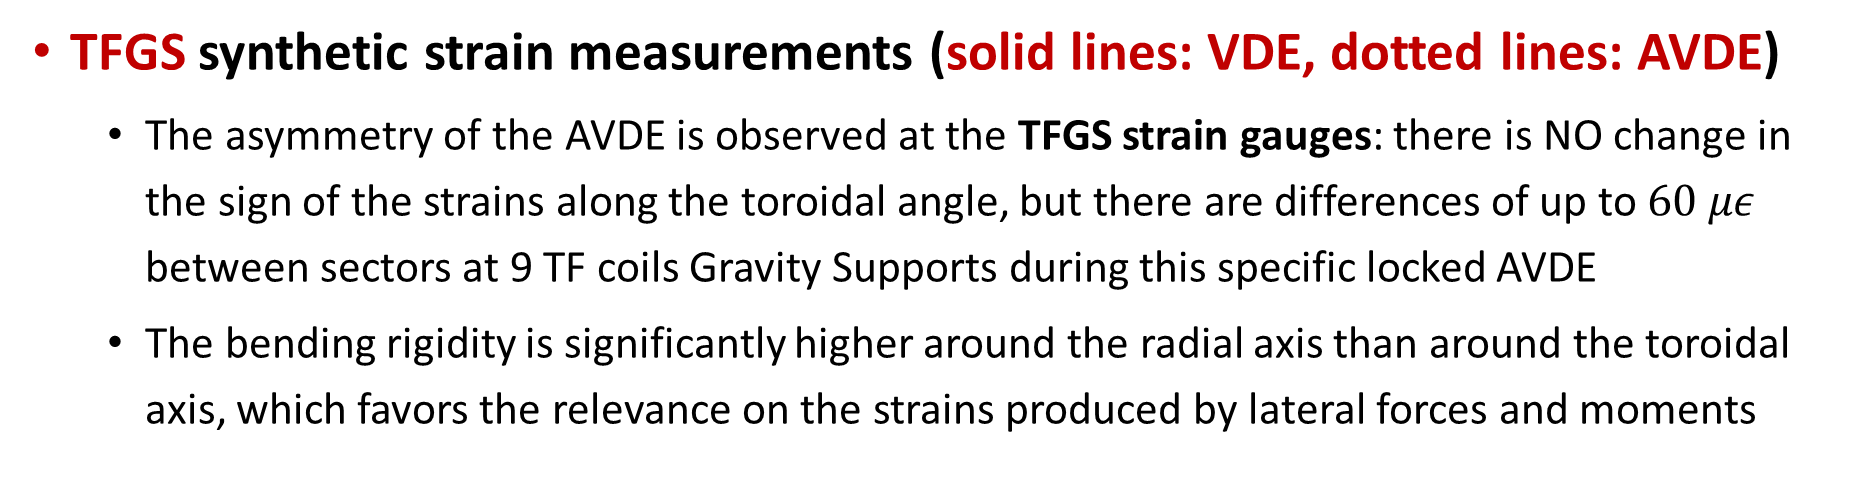 • TFGS synthetic strain measurements (solid lines: VDE, dotted lines: AVDE)
• The asymmetry of the AVDE is observed at the TFGS strain gauges: there is NO change in
the sign of the strains along the toroidal angle, but there are differences of up to 60 𝜇𝜖
between sectors at 9 TF coils Gravity Supports during this specific locked AVDE
• The bending rigidity is significantly higher around the radial axis than around the toroidal
axis, which favors the relevance on the strains produced by lateral forces and moments